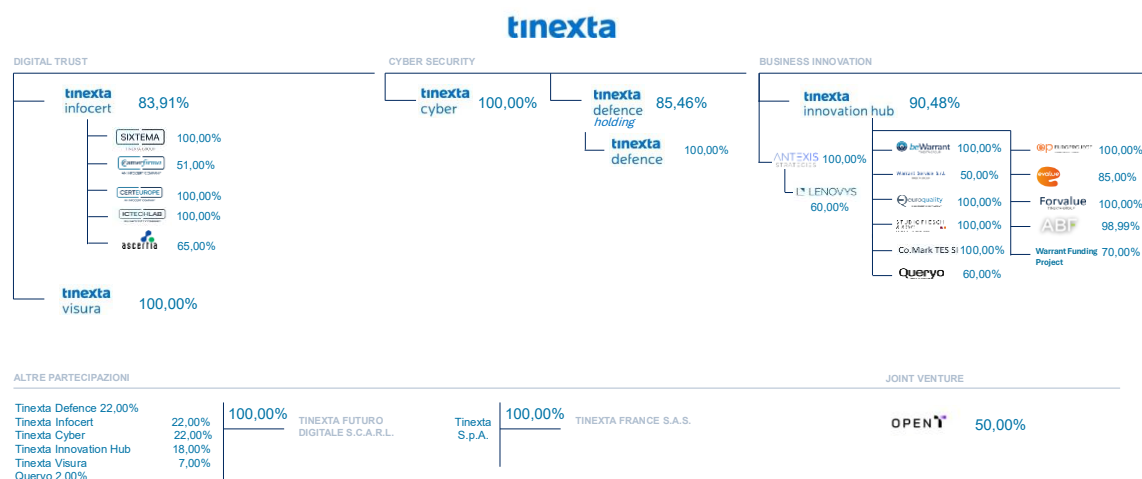 tinexta
DIGITAL TRUST
tinexta
infocert
83,91%
SIXTEMA
100,00%
camerfirma
51,00%
CERTEUROPE
100,00%
ICTECHLAB
100,00%
ascertia
65,00%
tinexta
visura
100,00%
CYBER SECURITY
tinexta
cyber
100,00%
tinexta
defence
holding
85,46%
tinexta
defence
100,00%
BUSINESS INNOVATION
tinexta
innovation hub
90,48%
ANTEXIS
STRATEGIES
100,00%
LENOVYS
60,00%
beWarrant
100,00%
Warrant Service S.r.l.
50,00%
euroquality
100,00%
100,00%
Co.Mark TES Sl
100,00%
Queryo
60,00%
100,00%
evalue
85,00%
Forvalue
100,00%
ABF
98,99%
Warrant Funding
Project
70,00%
ALTRE PARTECIPAZIONI
Tinexta Defence 22,00%
Tinexta Infocert 22,00%
Tinexta Cyber 22,00%
Tinexta Innovation Hub 18,00%
Tinexta Visura 7,00%
Queryo 2,00%
100,00%
TINEXTA FUTURO
DIGITALE S.C.A.R.L.
Tinexta
S.p.A.
100,00%
TINEXTA FRANCE S.A.S.
JOINT VENTURE
OPEN T
50,00%